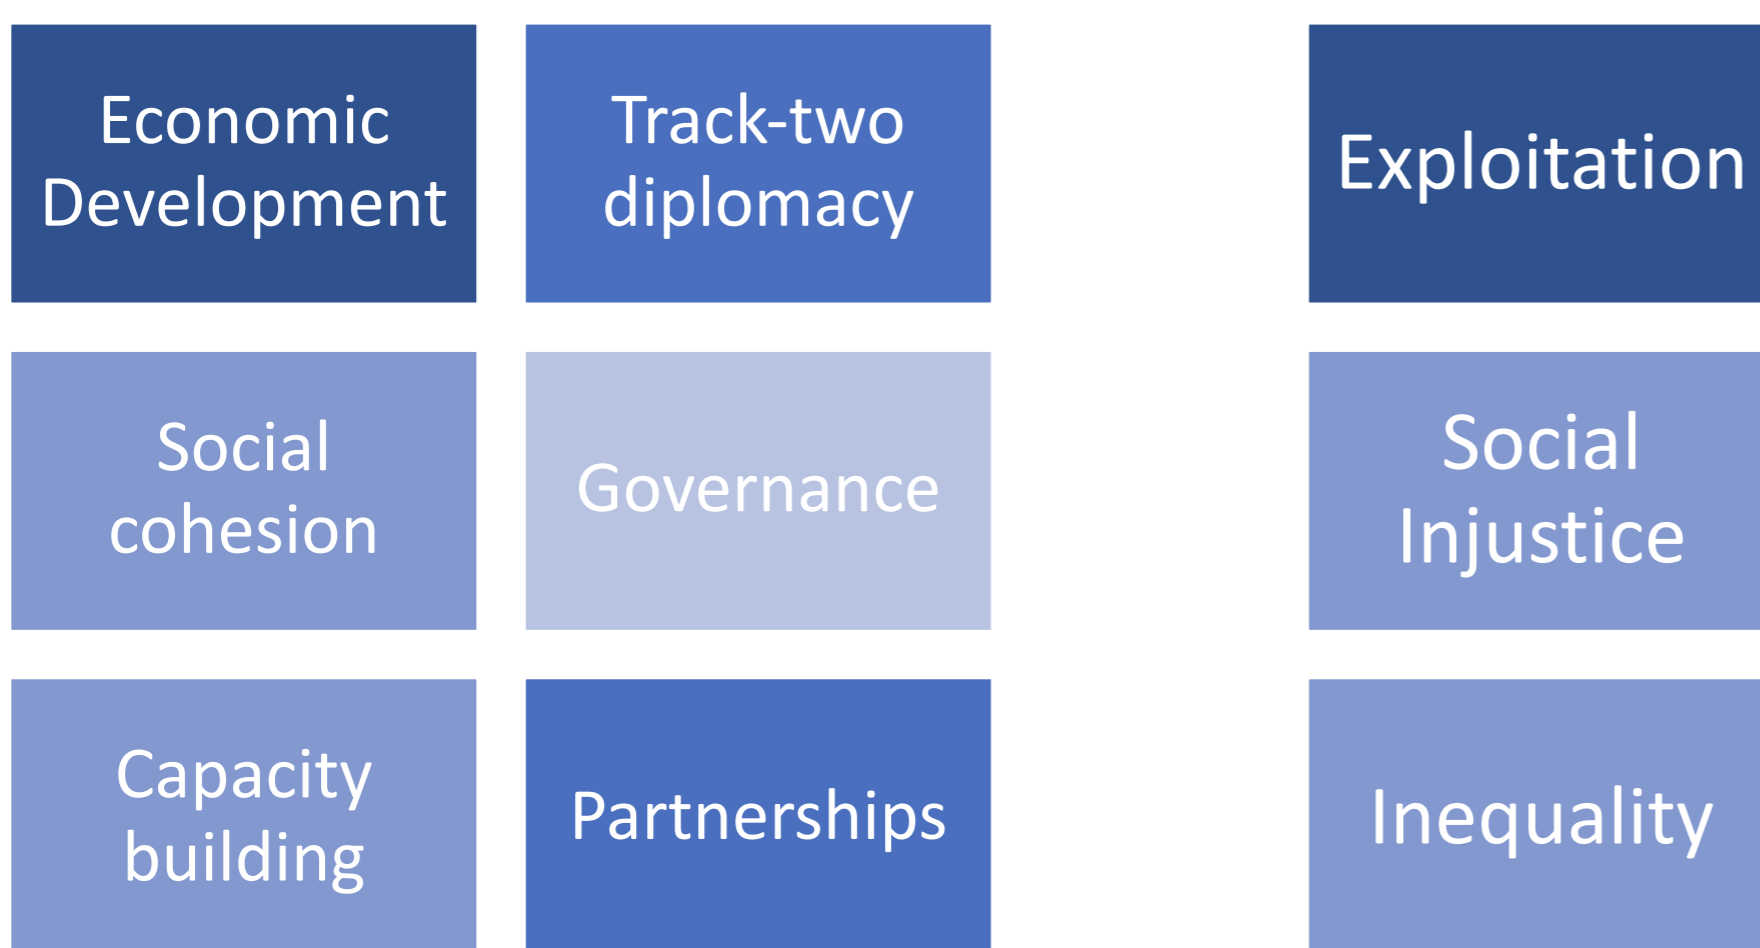 Economic
Development
Track-two
diplomacy
Exploitation
Social
cohesion
Governance
Social
Injustice
Capacity
building
Partnerships
Inequality